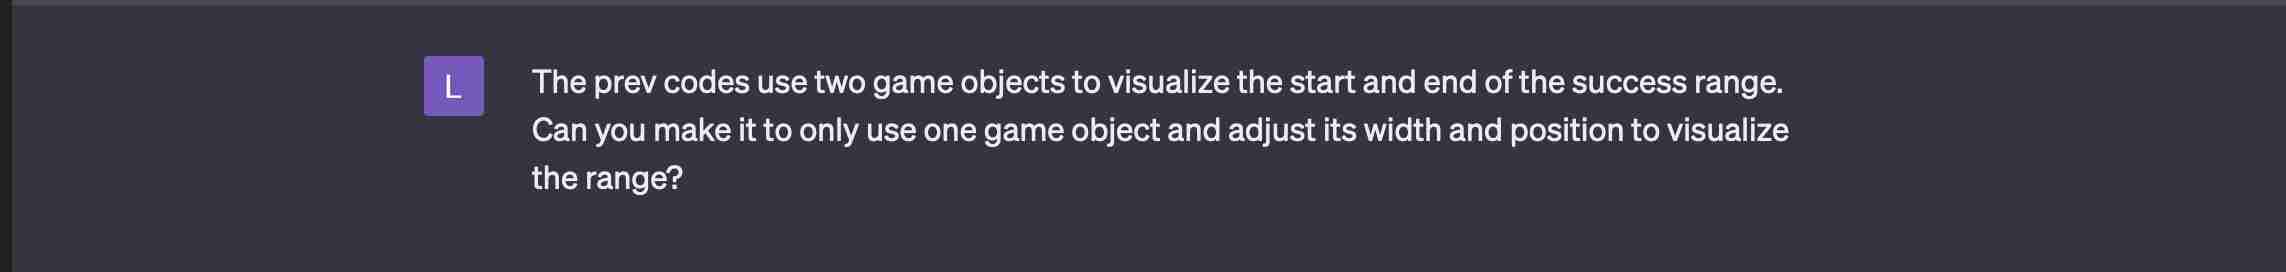 L
The prev codes use two game objects to visualize the start and end of the success range.
Can you make it to only use one game object and adjust its width and position to visualize
the range?